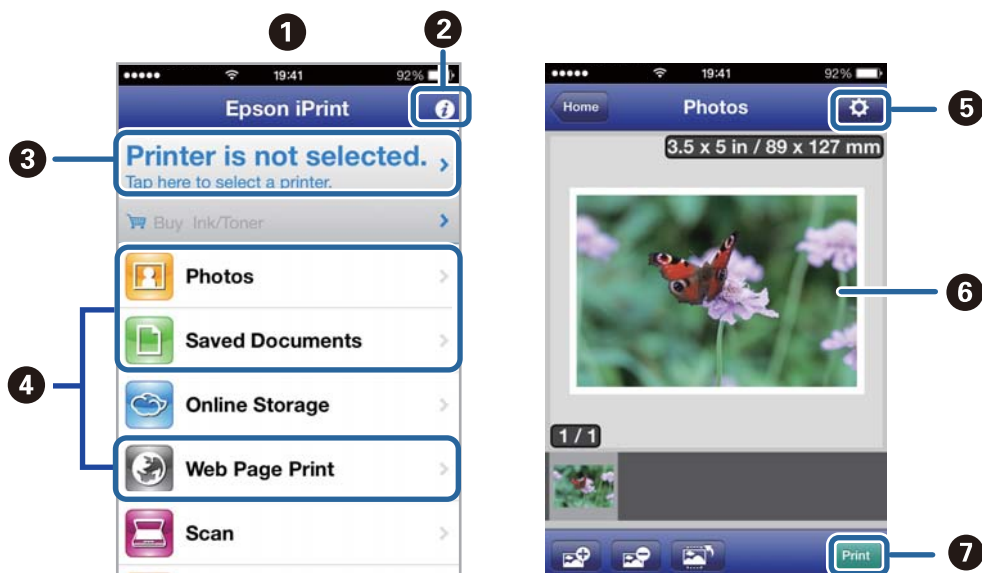 1
2
19:41
92%
Epson iPrint
3
Printer is not selected.
Tap here to select a printer.
Buy Ink/Toner
Photos
Saved Documents
4
Online Storage
Web Page Print
Scan
19:41
92%
Home
Photos
5
3.5 x 5 in / 89 x 127 mm
6
1 / 1
Print
7